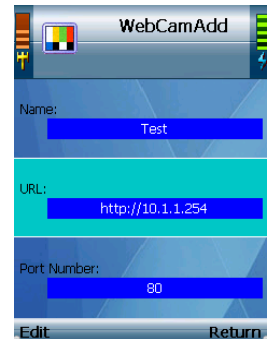 WebCamAdd
Name:
Test
URL:
http://10.1.1.254
Port Number:
80
Edit Return